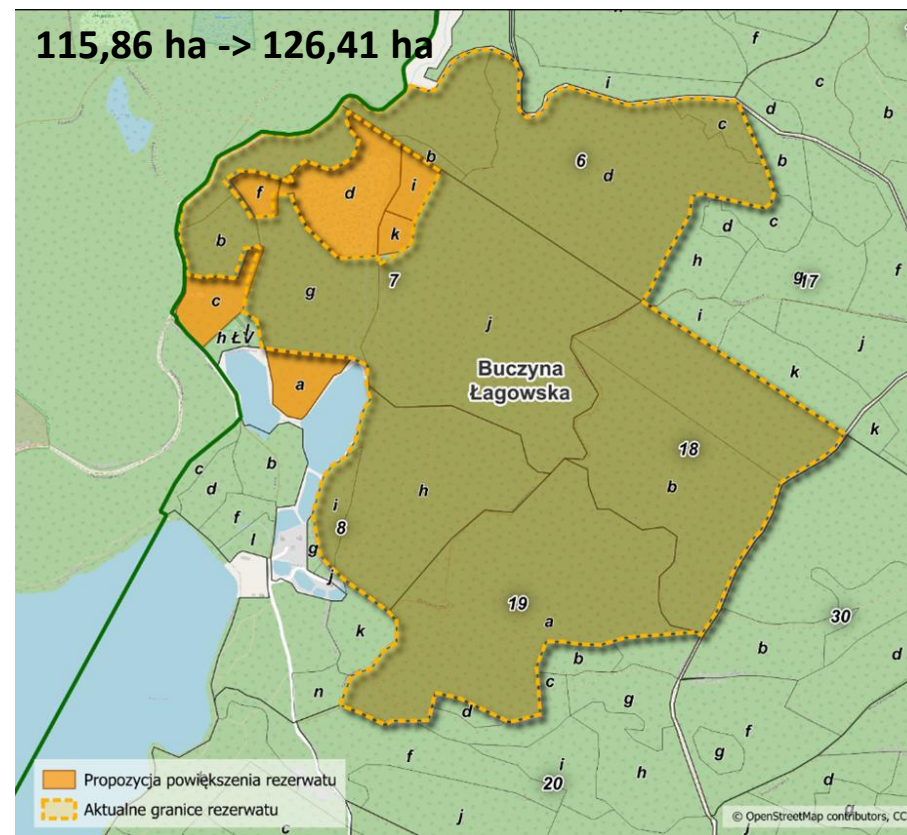 115,86 ha -> 126,41 ha
f
c
i
d
b
c
b
6
d
b
f
d
i
k
b
d
c
h
g
17
f
7
g
c
j
i
j
h ŁV
k
a
Buczyna
Łagowska
k
18
b
c
b
d
h
i
f
8
l
g
j
19
a
30
k
b
b
d
n
c
g
d
f
f
i
g
20
h
d
j
g
c
j
Propozycja powiększenia rezerwatu
Aktualne granice rezerwatu
© OpenStreetMap contributors, CC